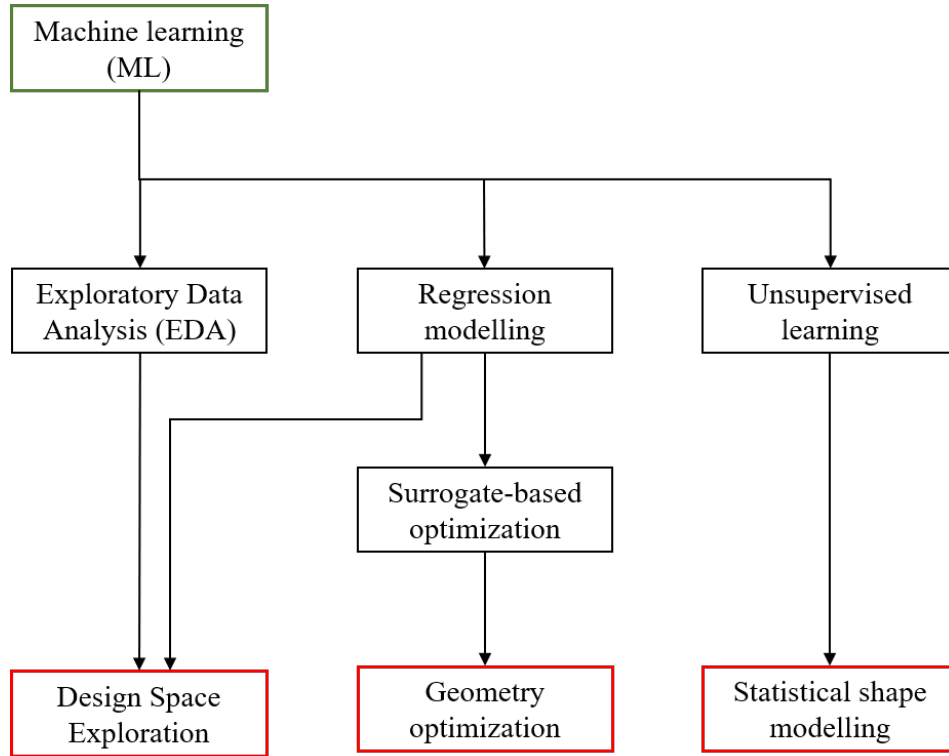 Machine learning
(ML)
Exploratory Data
Analysis (EDA)
Regression
modelling
Unsupervised
learning
Surrogate-based
optimization
Design Space
Exploration
Geometry
optimization
Statistical shape
modelling